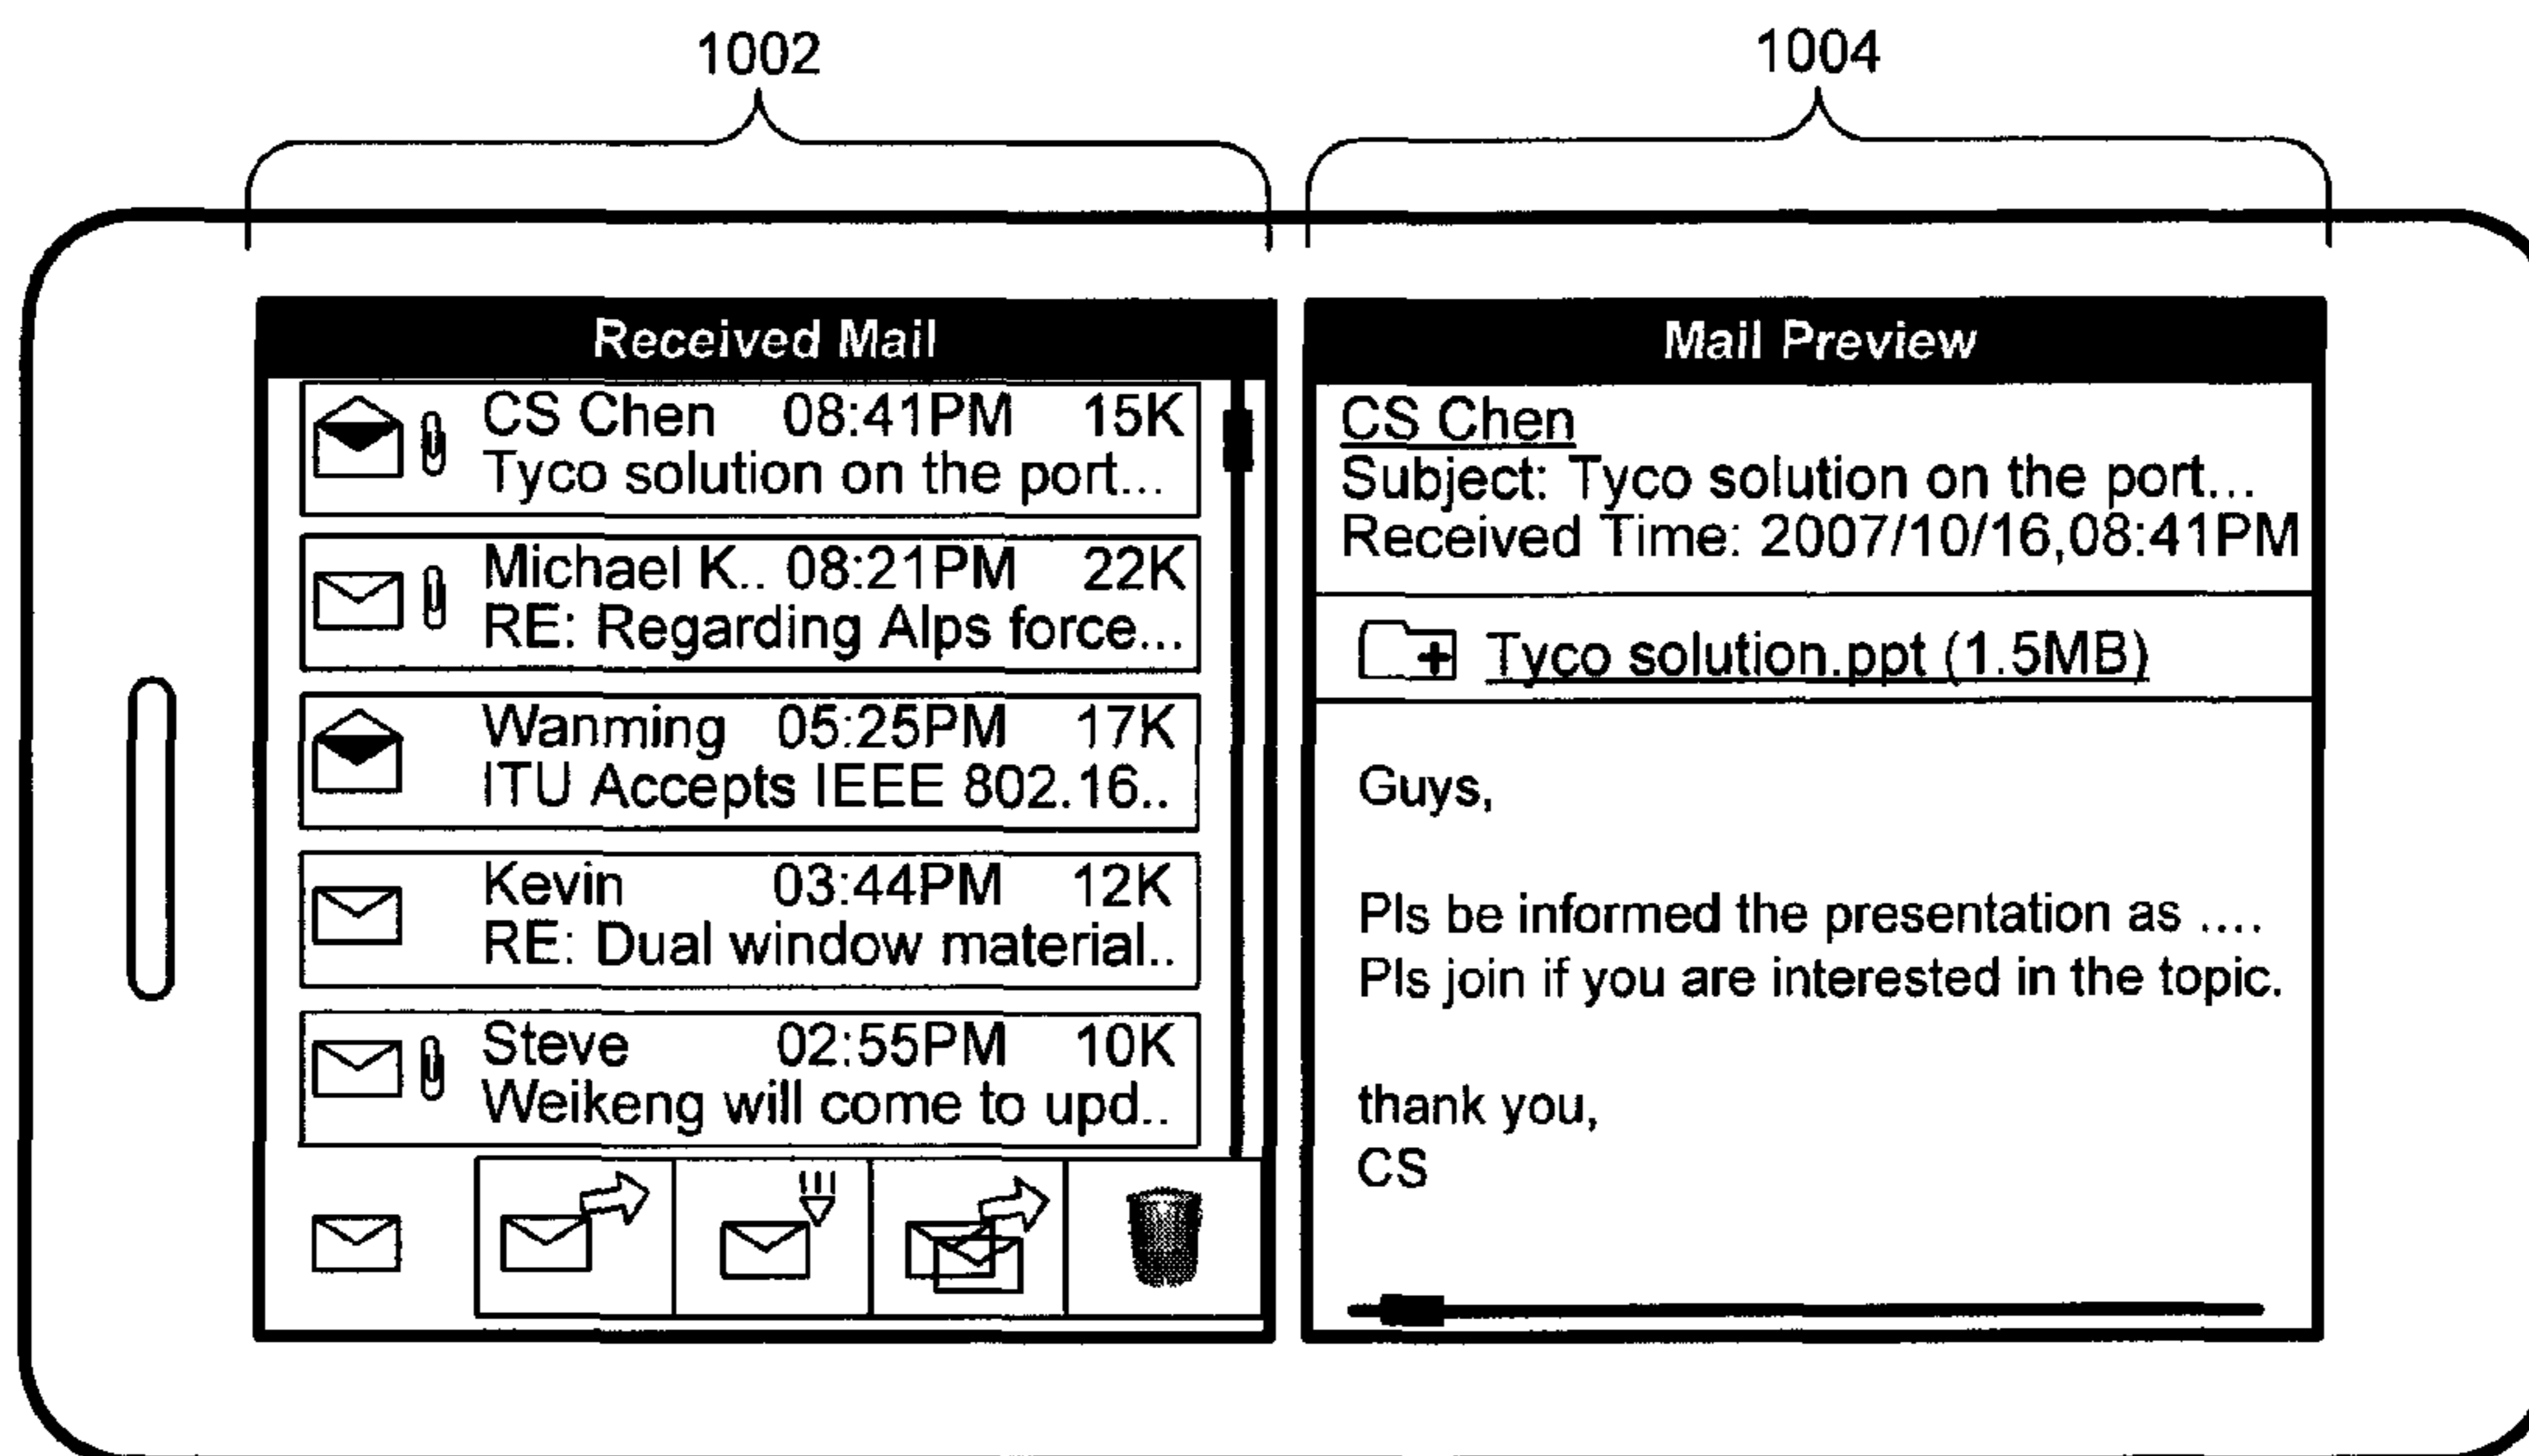 1002
1004
Received Mail
CS Chen 08:41PM 15K
Tyco solution on the port...
Michael K.. 08:21PM 22K
RE: Regarding Alps force...
Wanming 05:25PM 17K
ITU Accepts IEEE 802.16..
Kevin 03:44PM 12K
RE: Dual window material..
Steve 02:55PM 10K
Weikeng will come to upd..
Mail Preview
CS Chen
Subject: Tyco solution on the port...
Received Time: 2007/10/16,08:41PM
Tyco solution.ppt (1.5MB)
Guys,
Pls be informed the presentation as ....
Pls join if you are interested in the topic.
thank you,
CS